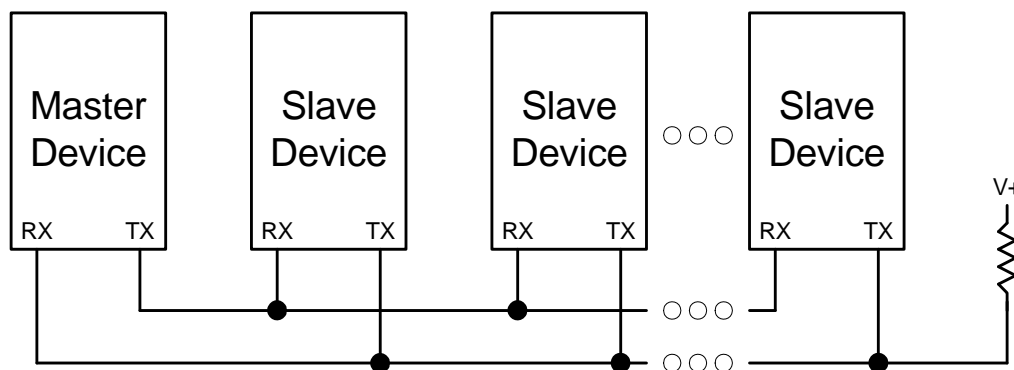 Master
Device
Slave
Device
Slave
Device
Slave
Device
V+
RX TX
RX TX
RX TX
RX TX